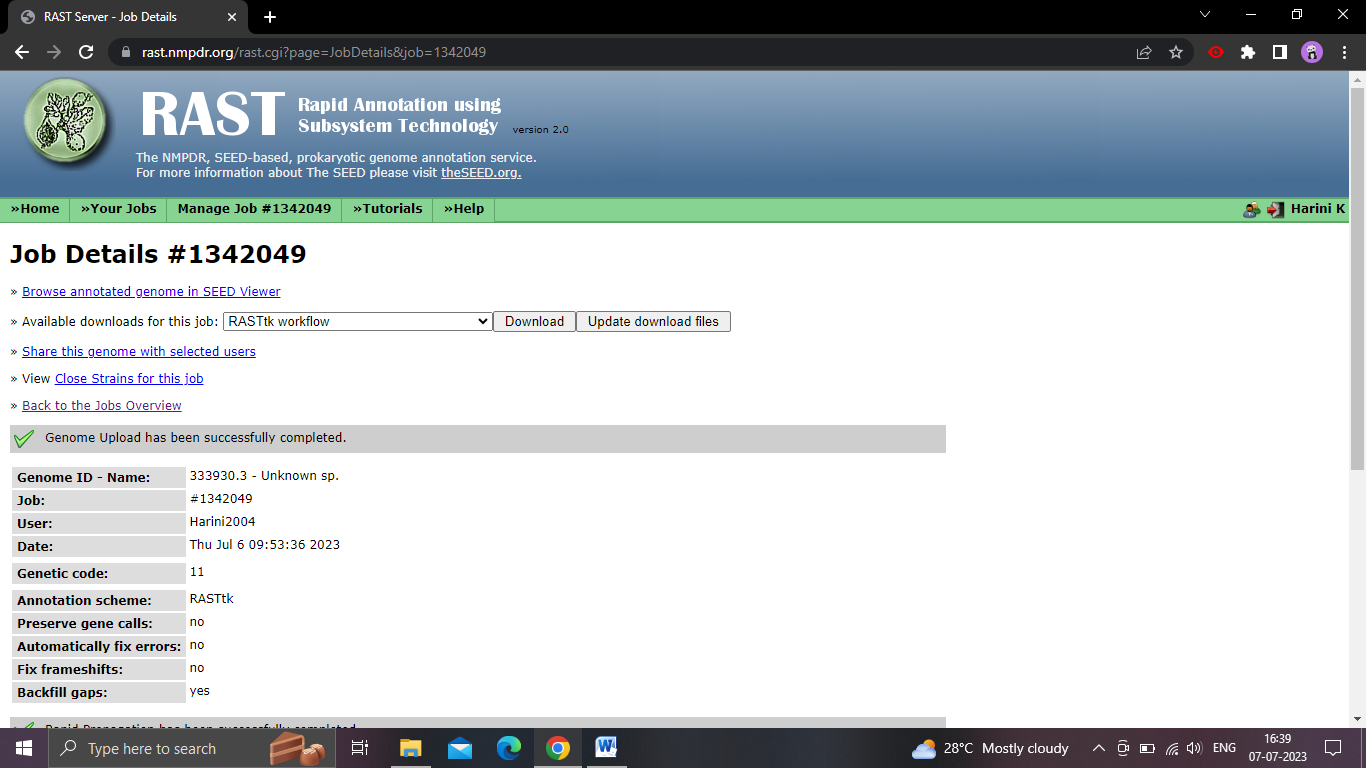 RAST Server - Job Details
rast.nmpdr.org/rast.cgi?page=JobDetails&job=1342049
RAST Rapid Annotation using
Subsystem Technology version 2.0
The NMPDR, SEED-based, prokaryotic genome annotation service.
For more information about The SEED please visit theSEED.org.
»Home »Your Jobs Manage Job #1342049 »Tutorials »Help Harini K
Job Details #1342049
» Browse annotated genome in SEED Viewer
» Available downloads for this job: RASTtk workflow Download Update download files
» Share this genome with selected users
» View Close Strains for this job
» Back to the Jobs Overview
Genome Upload has been successfully completed.
Genome ID - Name: 333930.3 - Unknown sp.
Job: #1342049
User: Harini2004
Date: Thu Jul 6 09:53:36 2023
Genetic code: 11
Annotation scheme: RASTtk
Preserve gene calls: no
Automatically fix errors: no
Fix frameshifts: no
Backfill gaps: yes
Rapid Propagation has been successfully completed.
Type here to search
28°C Mostly cloudy
ENG
16:39
07-07-2023